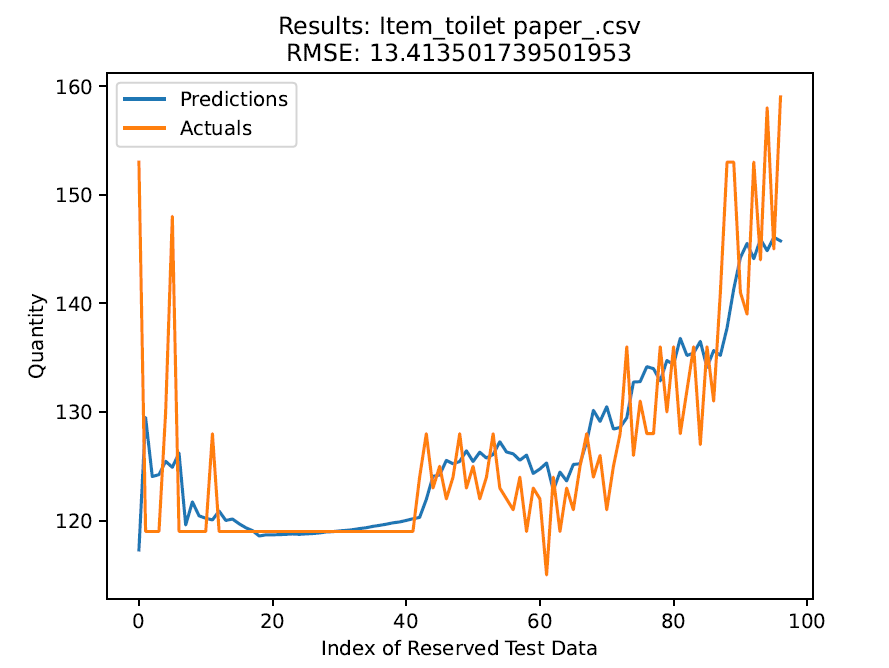 Results: Item_toilet paper_.csv
RMSE: 13.413501739501953
Predictions
Actuals
Quantity
160
150
140
130
120
0 20 40 60 80 100
Index of Reserved Test Data